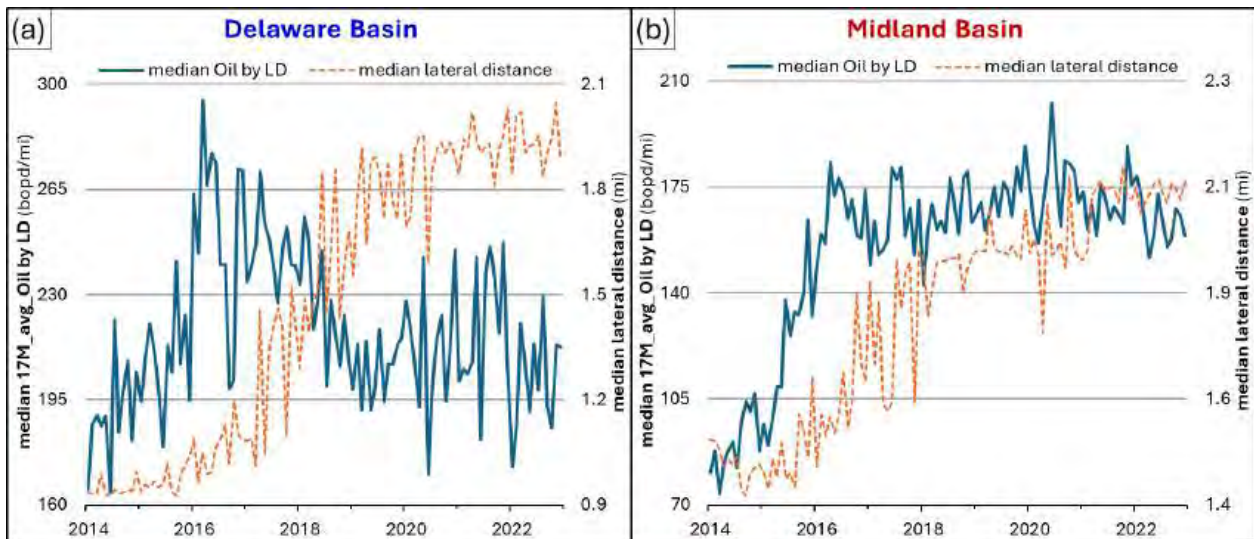 (a)
Delaware Basin
median Oil by LD
median lateral distance
300
265
230
195
160
median 17M_avg_Oil by LD (bopd/mi)
2.1
1.8
1.5
1.2
0.9
median lateral distance (mi)
2014
2016
2018
2020
2022
(b)
Midland Basin
median Oil by LD
median lateral distance
210
175
140
105
70
median 17M_avg_Oil by LD (bopd/mi)
2.3
2.1
1.9
1.6
1.4
median lateral distance (mi)
2014
2016
2018
2020
2022